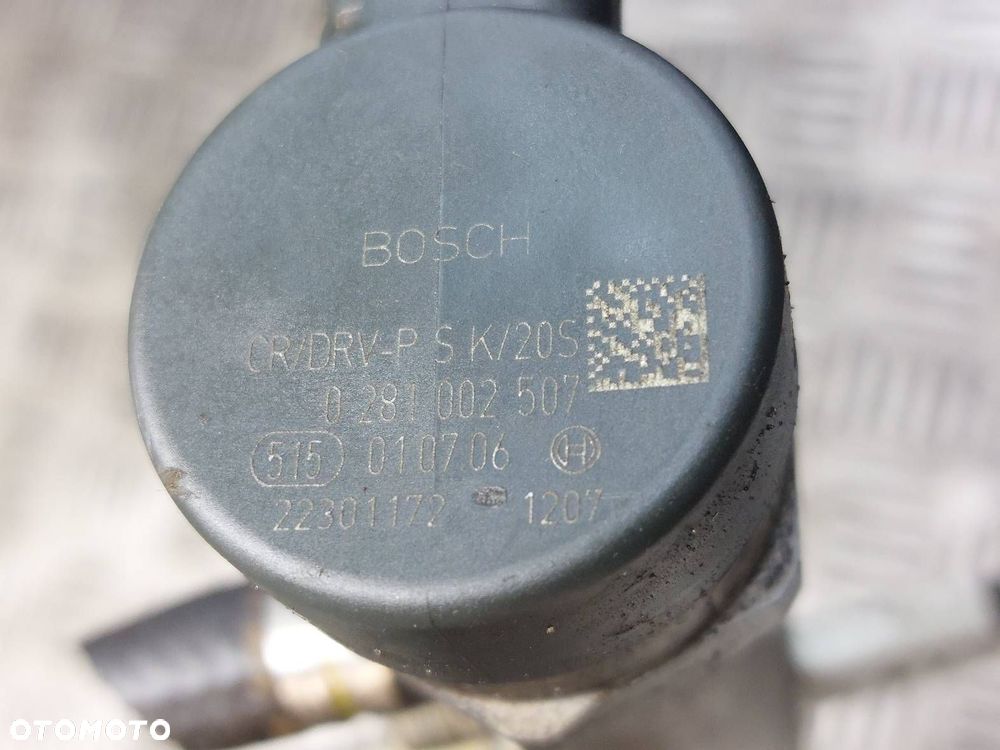 BOSCH
CR/DRV-P S K/20S
0 281 002 507
515 010706
22301172 1207
OTOMOTO